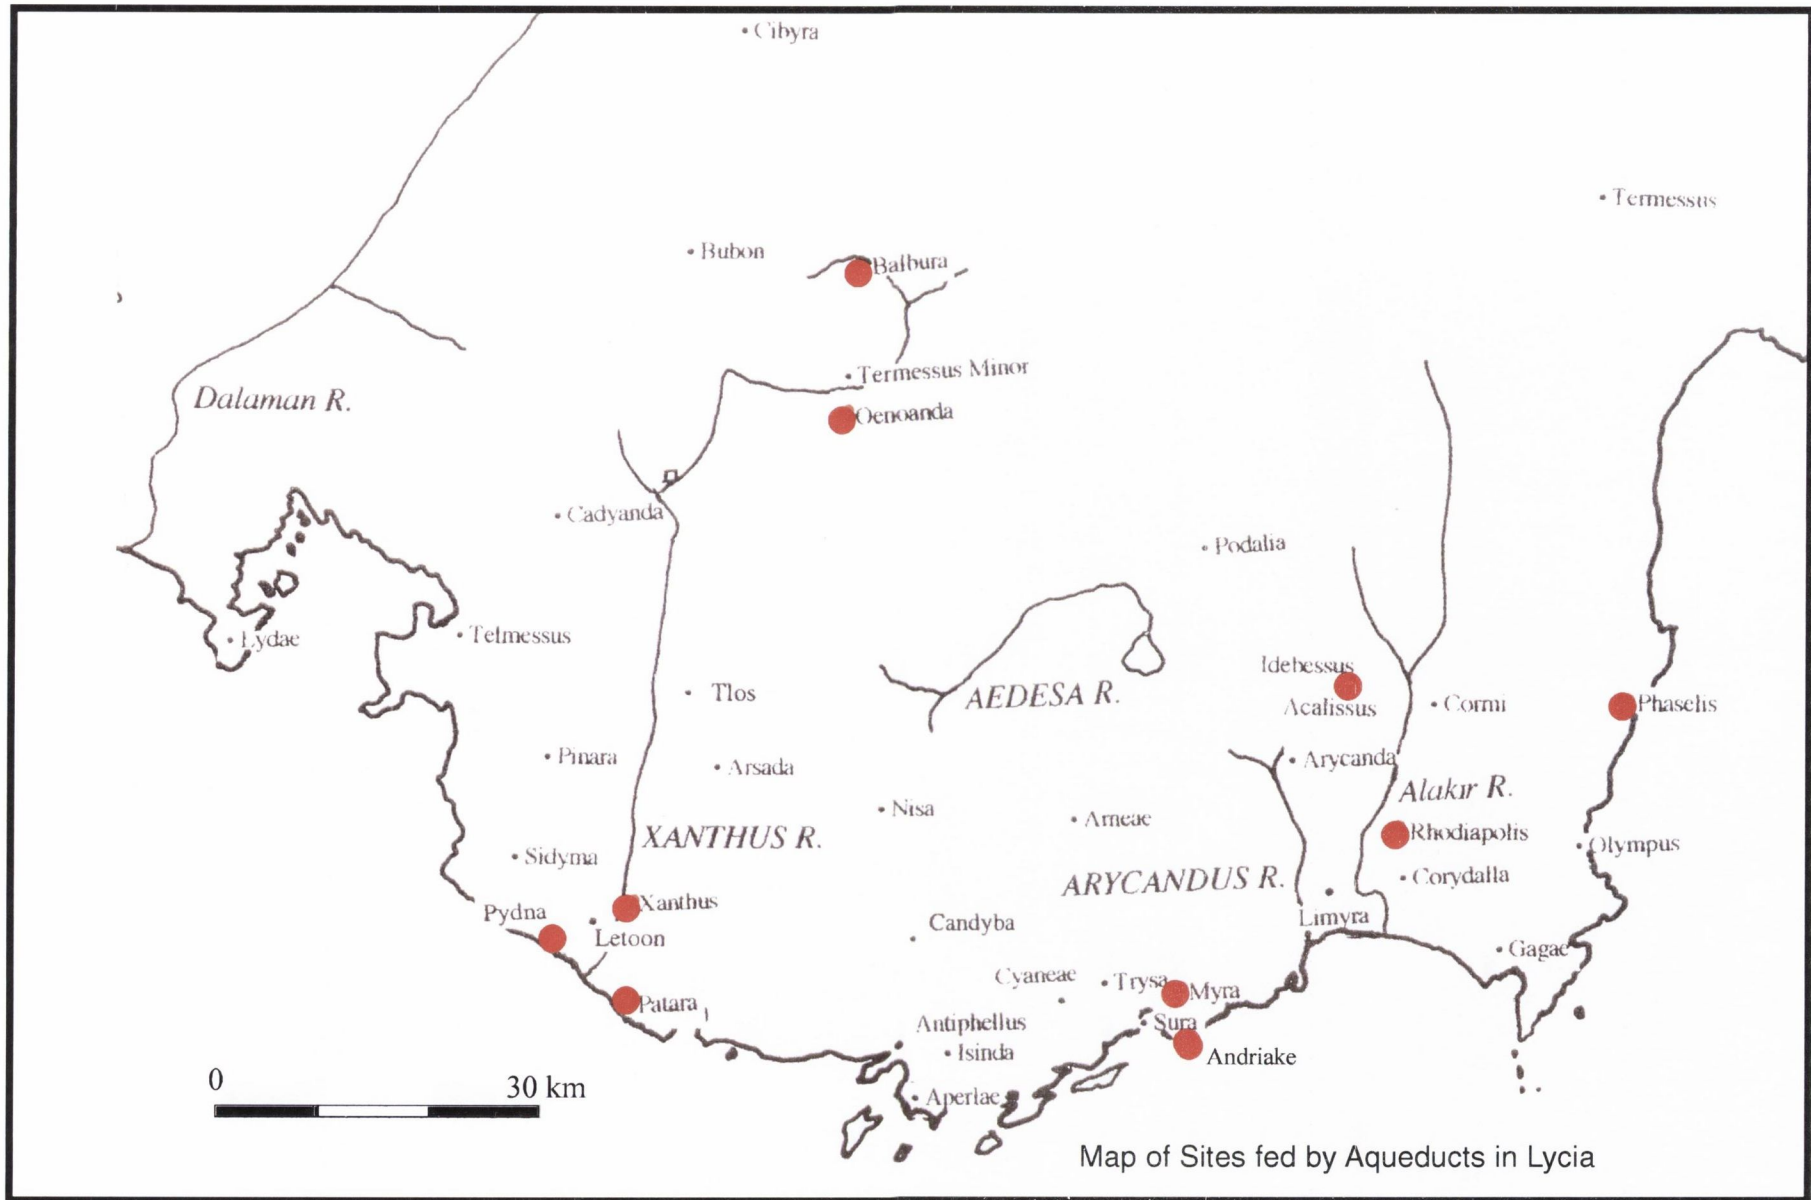 Cibyra
Termessus
Bubon
Balbura
Termessus Minor
Dalaman R.
Oenoanda
Cadyanda
Podalia
Lydae
Telmessus
Idebessus
Tlos
AEDESA R.
Acalissus
Cormi
Phaselis
Pinara
Arsada
Arycanda
Alakır R.
Nisa
Arneae
XANTHUS R.
Rhodiapolis
Olympus
Sidyma
ARYCANDUS R.
Corydalla
Xanthus
Pydna
Limyra
Letoon
Candyba
Gagae
Cyaneae
Trysa
Myra
Patara
Antiphellus
Sura
Isinda
Andriake
0 30 km
Aperlae
Map of Sites fed by Aqueducts in Lycia